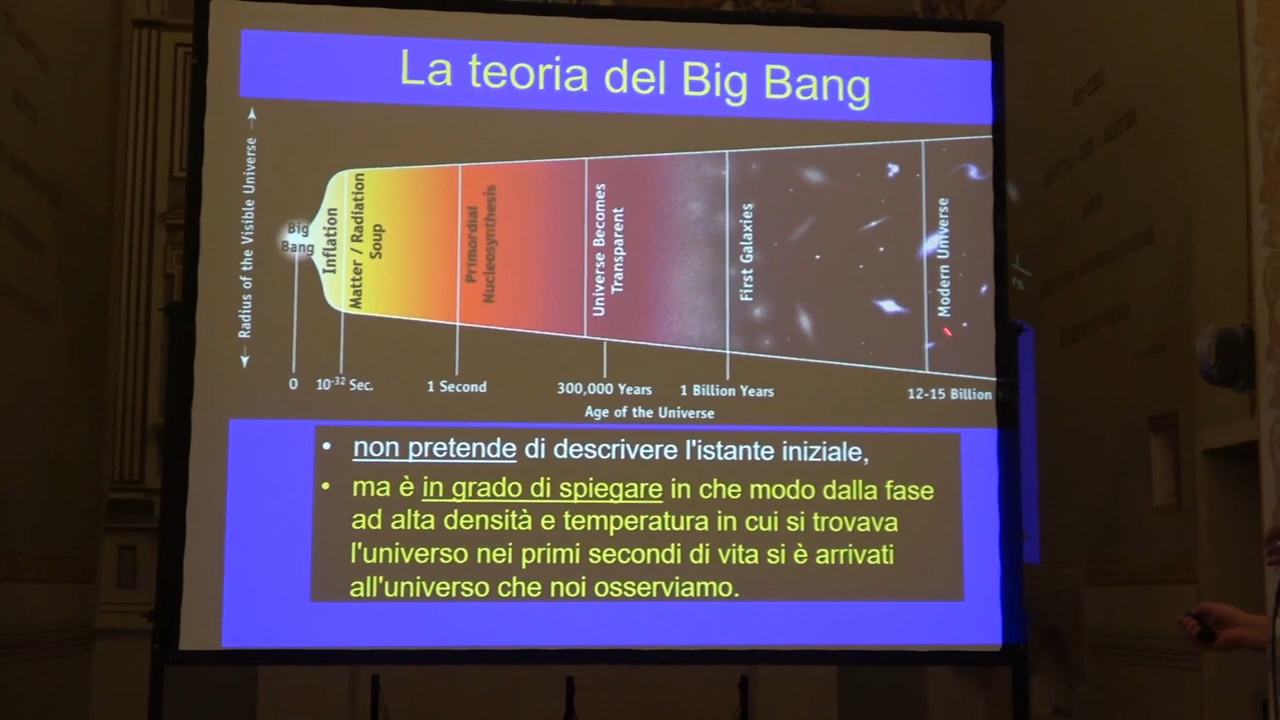 La teoria del Big Bang
Radius of the Visible Universe
Big
Bang
Inflation
Matter / Radiation
Soup
Primordial
Nucleosynthesis
Universe Becomes
Transparent
First Galaxies
Modern Universe
0
10⁻³² Sec.
1 Second
300,000 Years
1 Billion Years
12-15 Billion
Age of the Universe
• non pretende di descrivere l'istante iniziale,
• ma è in grado di spiegare in che modo dalla fase
ad alta densità e temperatura in cui si trovava
l'universo nei primi secondi di vita si è arrivati
all'universo che noi osserviamo.